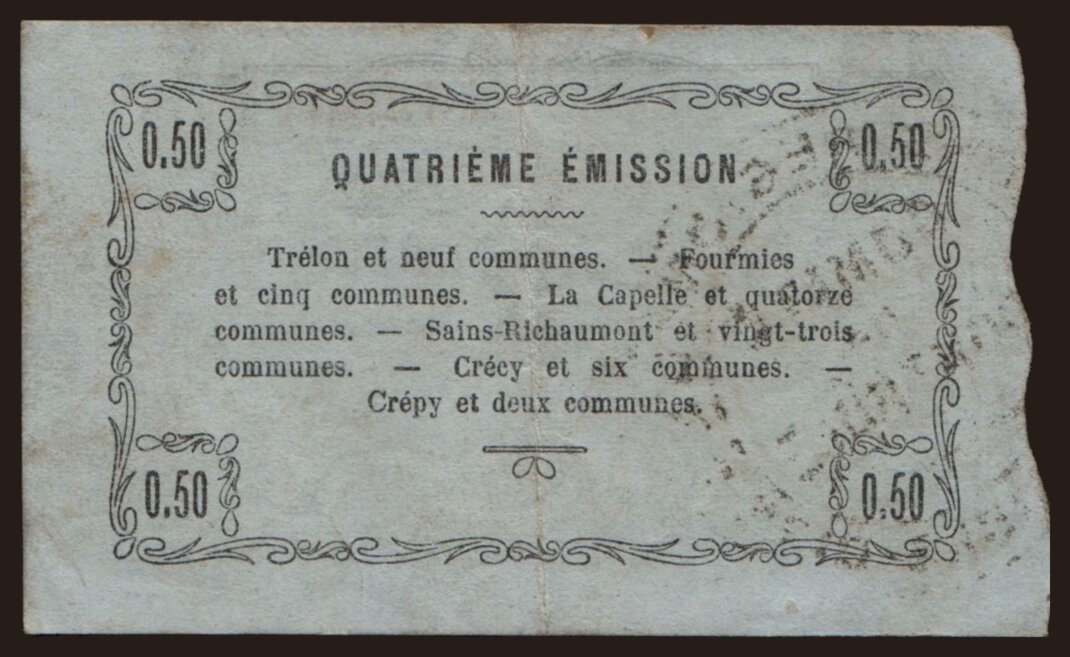 0.50 0.50
QUATRIÈME ÉMISSION
Trélon et neuf communes. — Fourmies
et cinq communes. — La Capelle et quatorze
communes. — Sains-Richaumont et vingt-trois
communes. — Crécy et six communes. —
Crépy et deux communes.
0.50 0.50